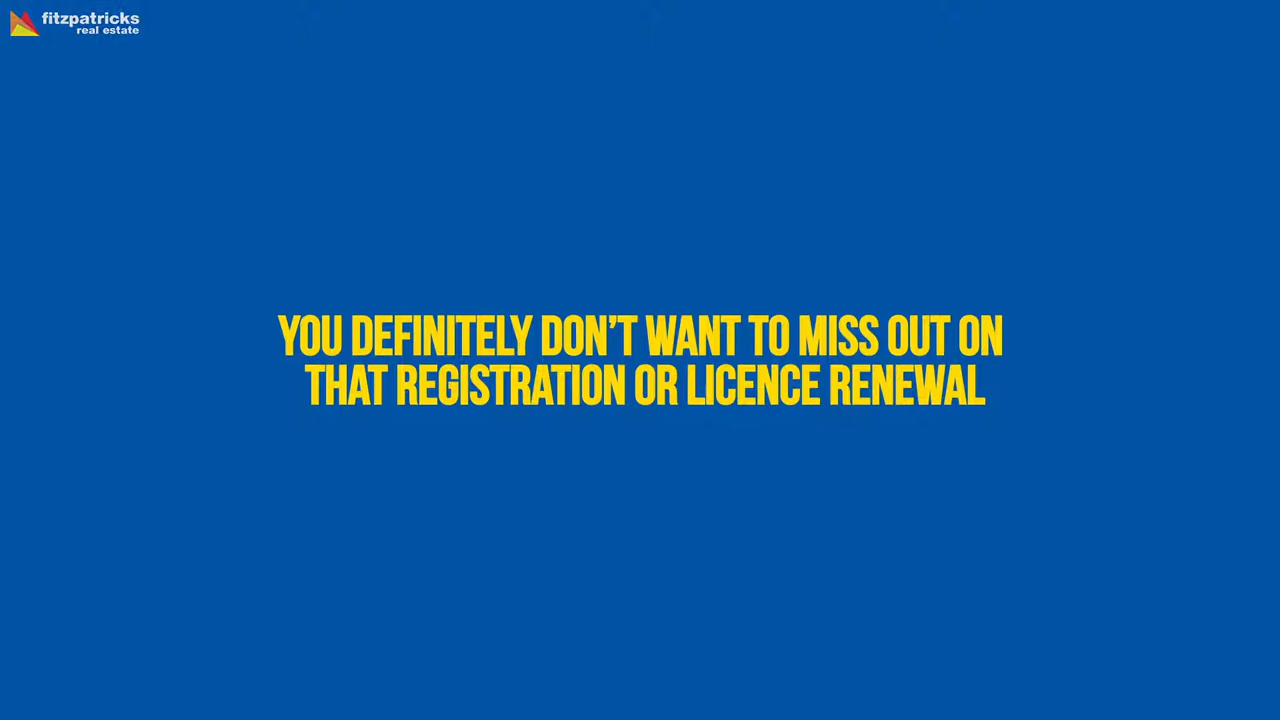 fitzpatricks
real estate
YOU DEFINITELY DON'T WANT TO MISS OUT ON
THAT REGISTRATION OR LICENCE RENEWAL